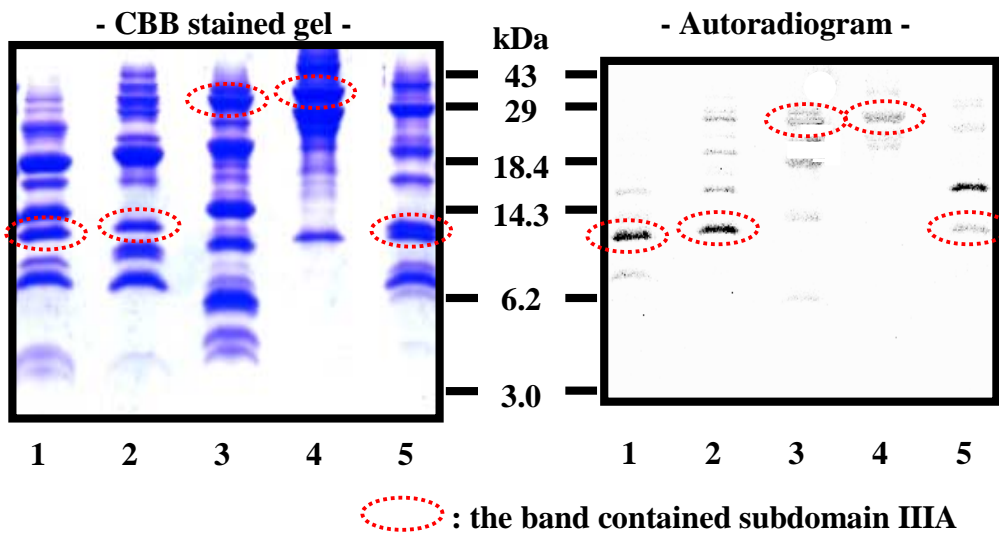 - CBB stained gel -
kDa
- Autoradiogram -
43
29
18.4
14.3
6.2
3.0
1 2 3 4 5
1 2 3 4 5
: the band contained subdomain IIIA